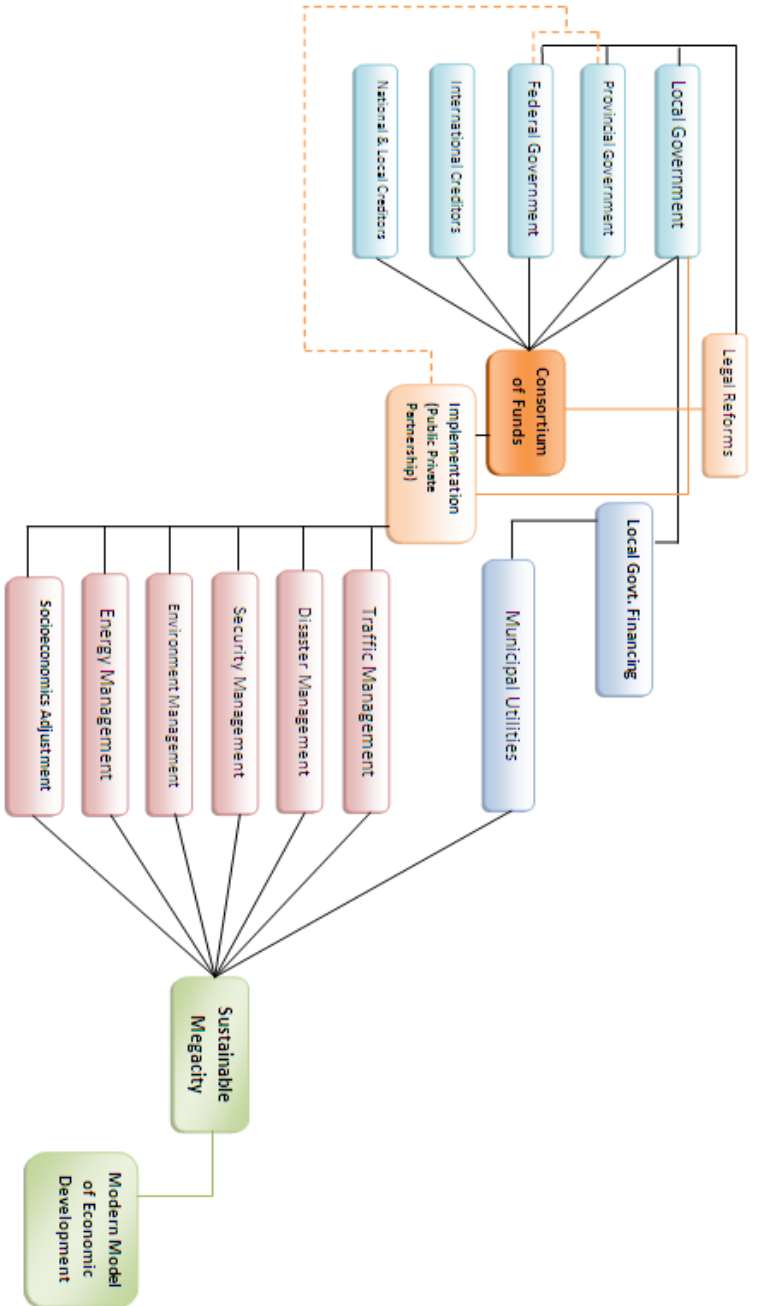 Legal Reforms
Local Government
Provincial Government
Federal Government
International Creditors
National & Local Creditors
Consortium
of Funds
Implementation
(Public Private
Partnership)
Local Govt. Financing
Municipal Utilities
Traffic Management
Disaster Management
Security Management
Environment Management
Energy Management
Socioeconomics Adjustment
Sustainable
Megacity
Modern Model
of Economic
Development